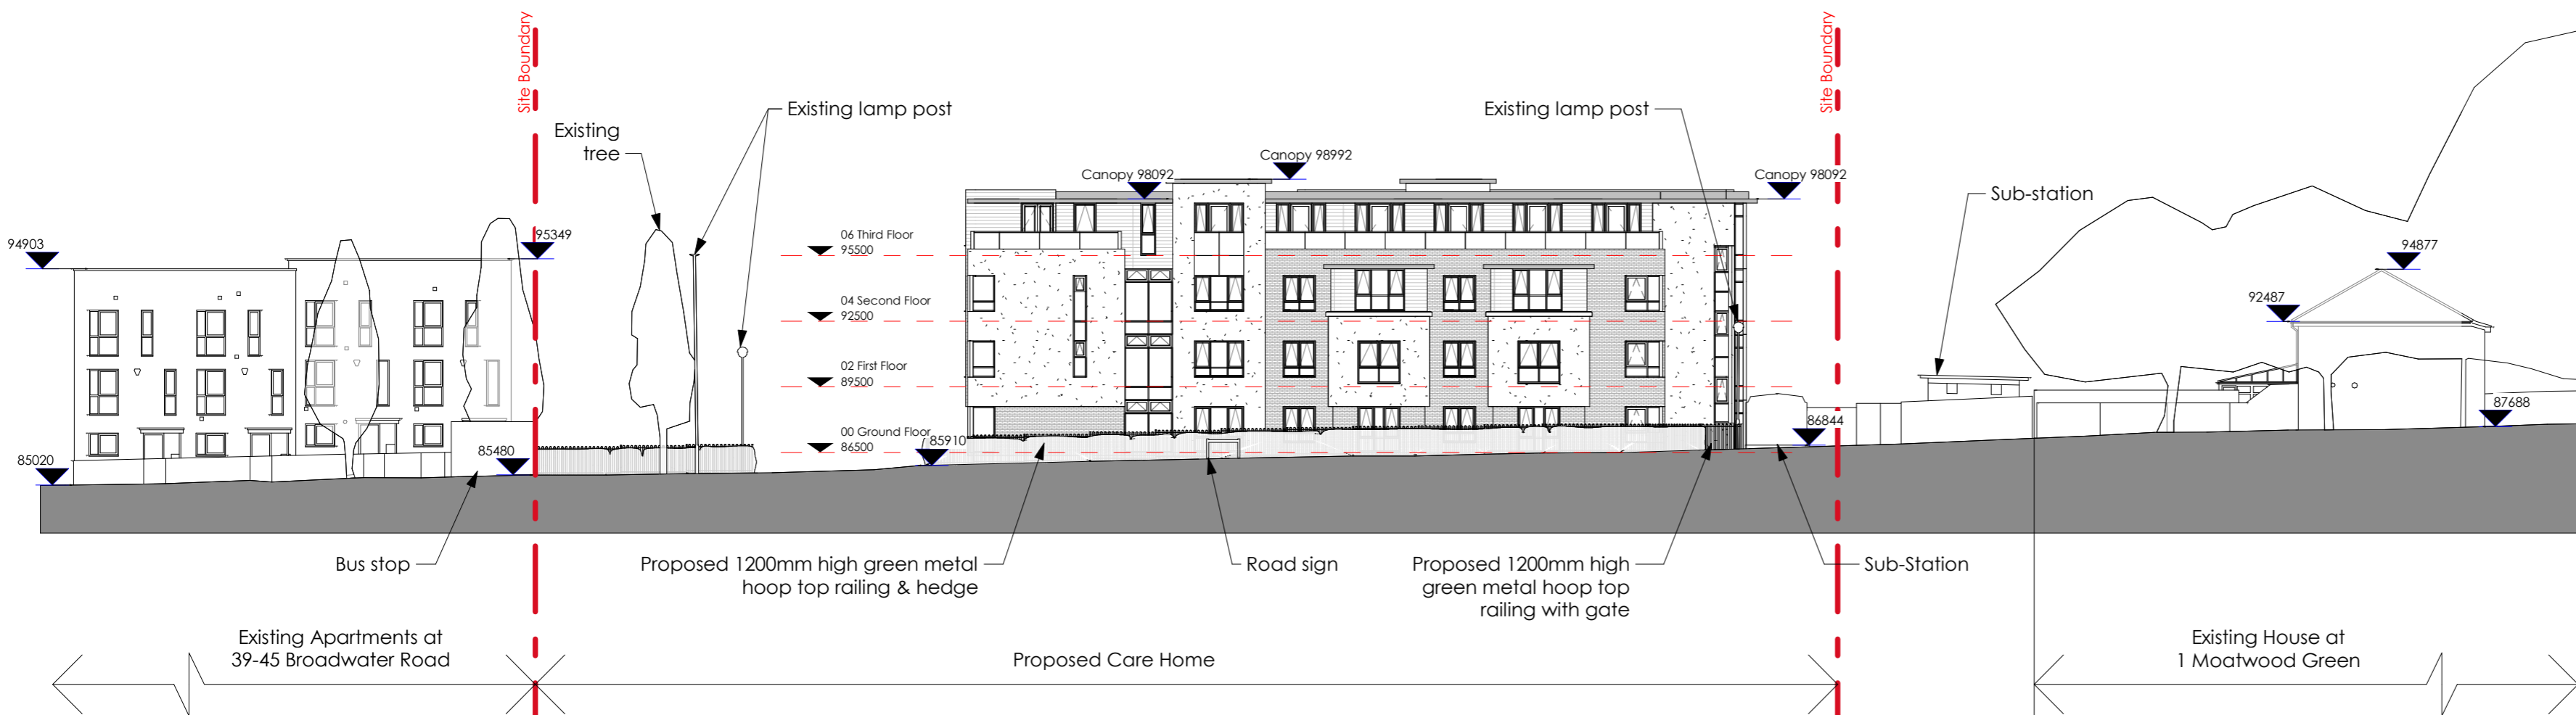 Site Boundary
Site Boundary
Existing lamp post
Existing lamp post
Existing
tree
Canopy 98992
Canopy 98092
Canopy 98092
Sub-station
94903
95349
06 Third Floor
95500
94877
04 Second Floor
92500
92487
02 First Floor
89500
00 Ground Floor
86500
85910
86844
87688
85020
85480
Bus stop
Proposed 1200mm high green metal
hoop top railing & hedge
Road sign
Proposed 1200mm high
green metal hoop top
railing with gate
Sub-Station
Existing Apartments at
39-45 Broadwater Road
Proposed Care Home
Existing House at
1 Moatwood Green